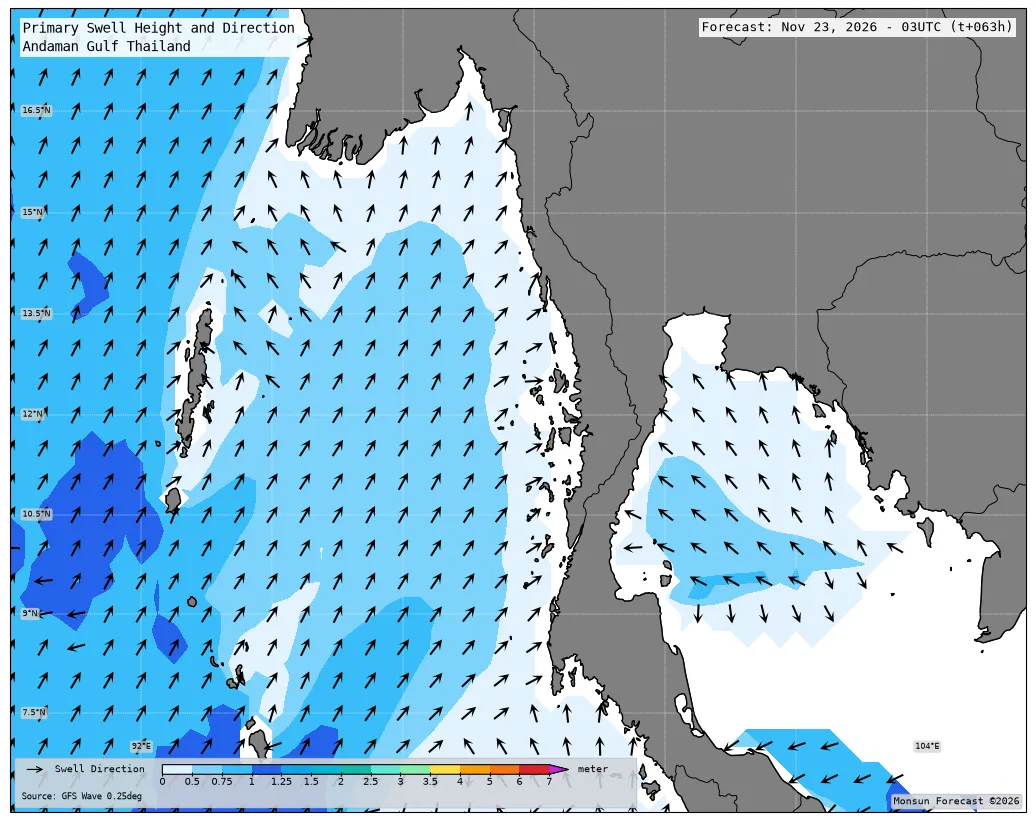 Primary Swell Height and Direction
Andaman Gulf Thailand
Forecast: Nov 23, 2026 - 03UTC (t+063h)
16.5°N
15°N
13.5°N
12°N
10.5°N
9°N
7.5°N
92°E
104°E
Swell Direction
0 0.5 0.75 1 1.25 1.5 2 2.5 3 3.5 4 5 6 7
meter
Source: GFS Wave 0.25deg
Monsun Forecast ©2026